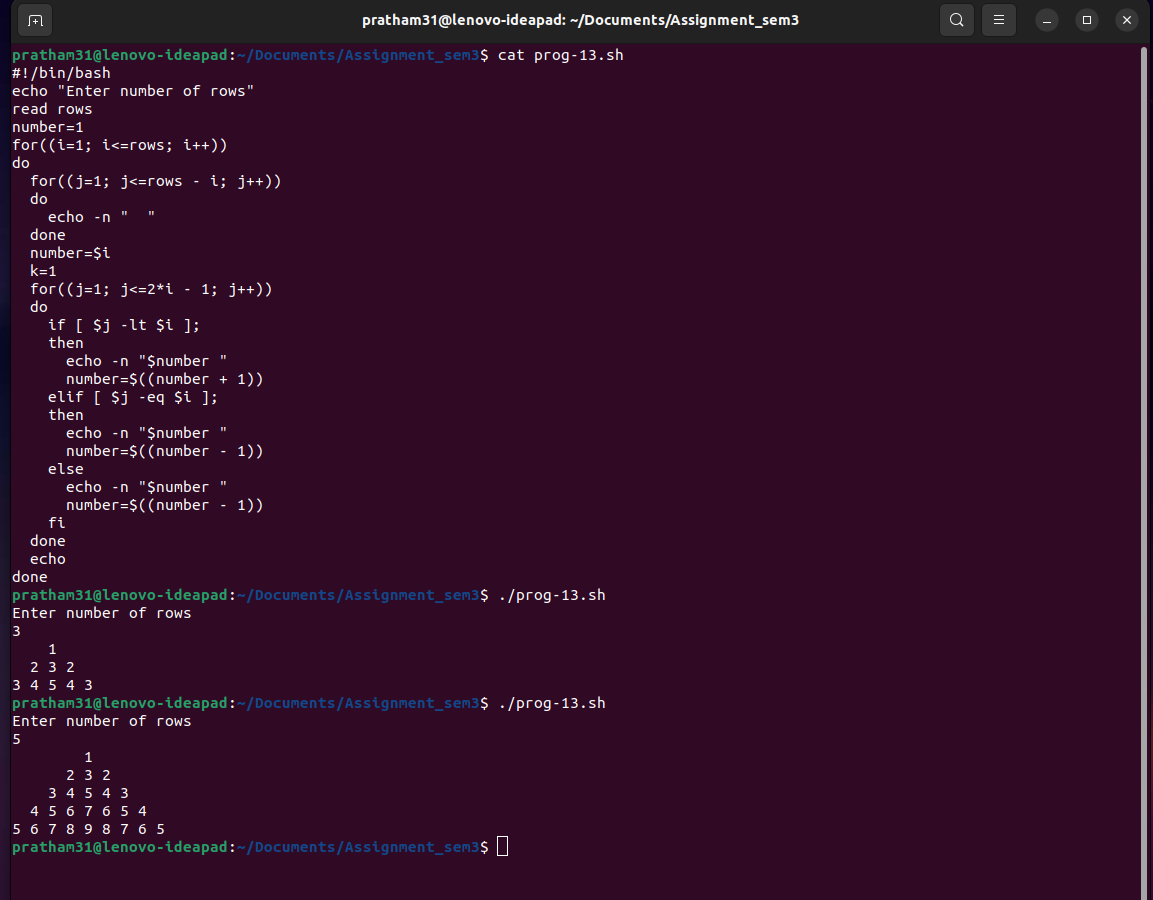 pratham31@lenovo-ideapad: ~/Documents/Assignment_sem3
pratham31@lenovo-ideapad:~/Documents/Assignment_sem3$ cat prog-13.sh
#!/bin/bash
echo "Enter number of rows"
read rows
number=1
for((i=1; i<=rows; i++))
do
  for((j=1; j<=rows - i; j++))
  do
    echo -n "  "
  done
  number=$i
  k=1
  for((j=1; j<=2*i - 1; j++))
  do
    if [ $j -lt $i ];
    then
      echo -n "$number "
      number=$((number + 1))
    elif [ $j -eq $i ];
    then
      echo -n "$number "
      number=$((number - 1))
    else
      echo -n "$number "
      number=$((number - 1))
    fi
  done
  echo
done
pratham31@lenovo-ideapad:~/Documents/Assignment_sem3$ ./prog-13.sh
Enter number of rows
3
    1
  2 3 2
3 4 5 4 3
pratham31@lenovo-ideapad:~/Documents/Assignment_sem3$ ./prog-13.sh
Enter number of rows
5
        1
      2 3 2
    3 4 5 4 3
  4 5 6 7 6 5 4
5 6 7 8 9 8 7 6 5
pratham31@lenovo-ideapad:~/Documents/Assignment_sem3$